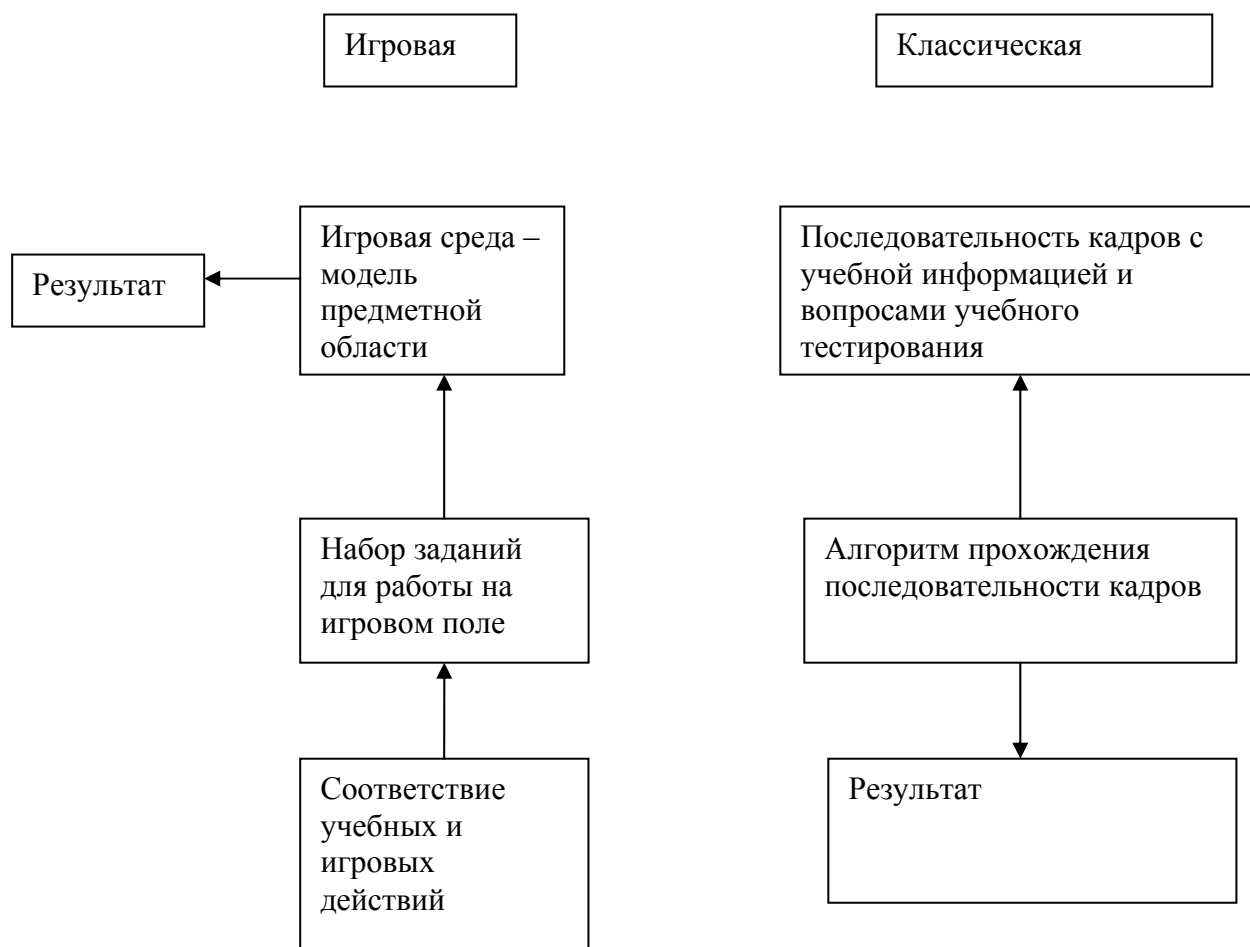 Игровая
Классическая
Результат
Игровая среда –
модель
предметной
области
Последовательность кадров с
учебной информацией и
вопросами учебного
тестирования
Набор заданий
для работы на
игровом поле
Алгоритм прохождения
последовательности кадров
Соответствие
учебных и
игровых
действий
Результат